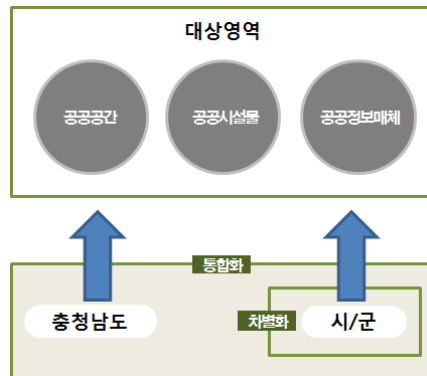 대상영역
공공공간
공공시설물
공공정보매체
통합화
충청남도
차별화
시/군